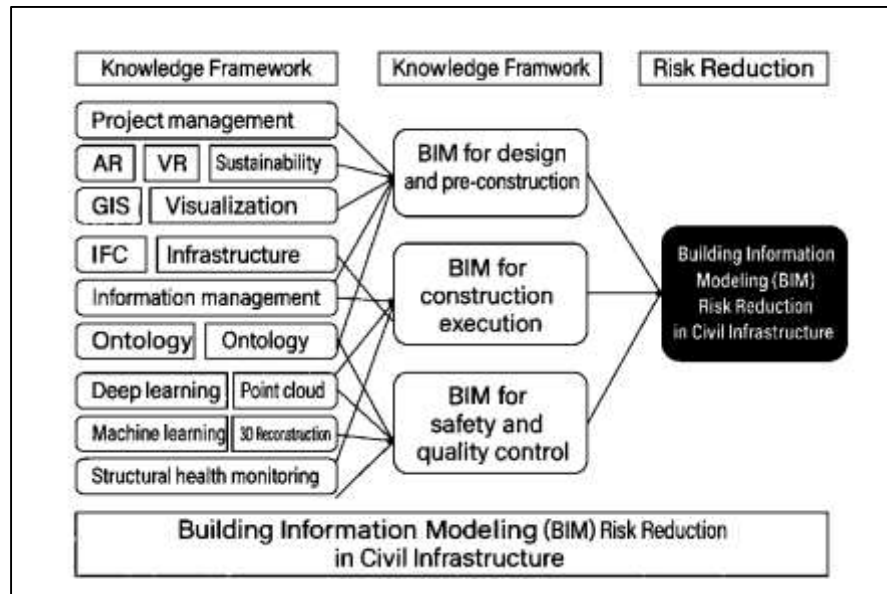 Knowledge Framework
Knowledge Framwork
Risk Reduction
Project management
AR
VR
Sustainability
GIS
Visualization
IFC
Infrastructure
Information management
Ontology
Ontology
Deep learning
Point cloud
Machine learning
3D Reconstruction
Structural health monitoring
BIM for design
and pre-construction
BIM for
construction
execution
BIM for
safety and
quality control
Building Information
Modeling (BIM)
Risk Reduction
in Civil Infrastructure
Building Information Modeling (BIM) Risk Reduction
in Civil Infrastructure